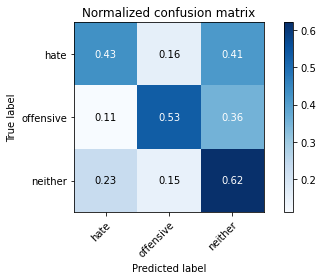 Normalized confusion matrix
True label
hate 0.43 0.16 0.41
offensive 0.11 0.53 0.36
neither 0.23 0.15 0.62
hate offensive neither
Predicted label
0.6
0.5
0.4
0.3
0.2